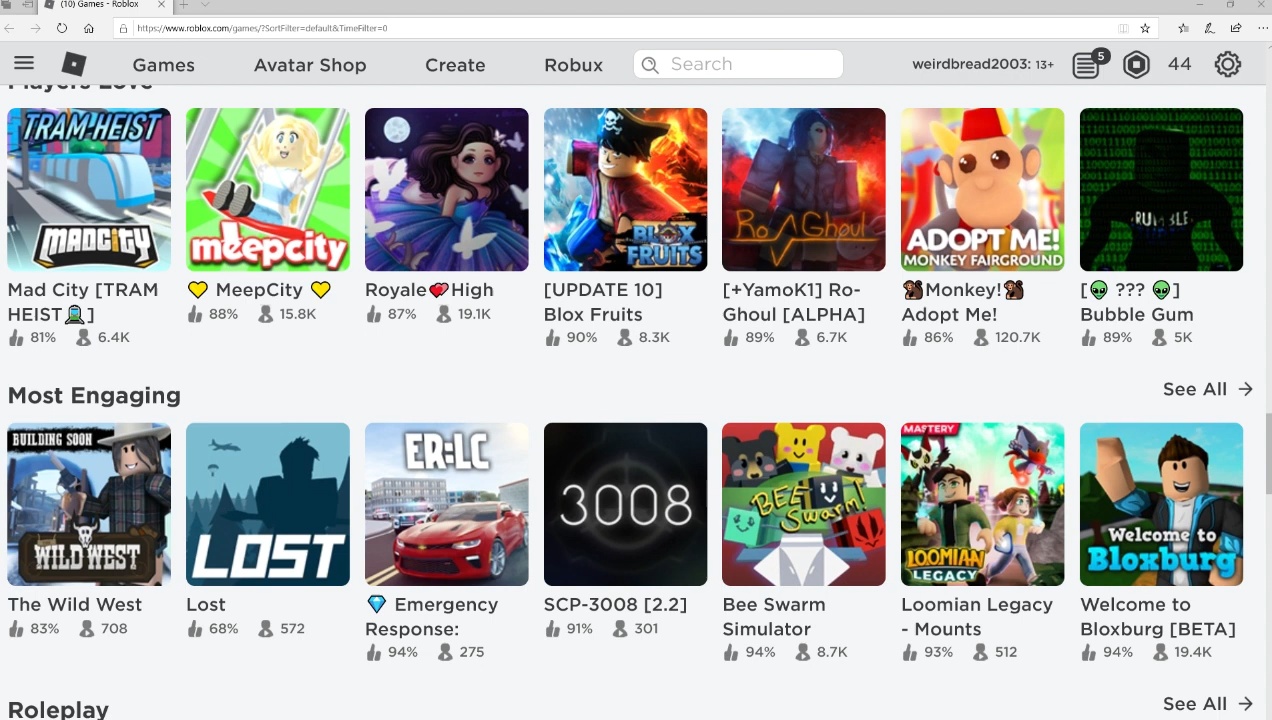 (10) Games - Roblox
https://www.roblox.com/games/?SortFilter=default&TimeFilter=0
Games
Avatar Shop
Create
Robux
Search
weirdbread2003: 13+
5
44
Players Love
TRAM HEIST
MADCITY
meepcity
BLOX
FRUITS
Ro Ghoul
ADOPT ME!
MONKEY FAIRGROUND
Mad City [TRAM
HEIST🚊]
81% 6.4K
💛 MeepCity 💛
88% 15.8K
Royale💞High
87% 19.1K
[UPDATE 10]
Blox Fruits
90% 8.3K
[+YamoK1] Ro-
Ghoul [ALPHA]
89% 6.7K
🐒Monkey!🐒
Adopt Me!
86% 120.7K
[👽 ??? 👽]
Bubble Gum
89% 5K
Most Engaging
See All →
BUILDING SOON
WILD WEST
LOST
ER:LC
3008
BEE
Swarm!
MASTERY
LOOMIAN
LEGACY
Welcome to
Bloxburg
The Wild West
83% 708
Lost
68% 572
💎 Emergency
Response:
94% 275
SCP-3008 [2.2]
91% 301
Bee Swarm
Simulator
94% 8.7K
Loomian Legacy
- Mounts
93% 512
Welcome to
Bloxburg [BETA]
94% 19.4K
Roleplay
See All →